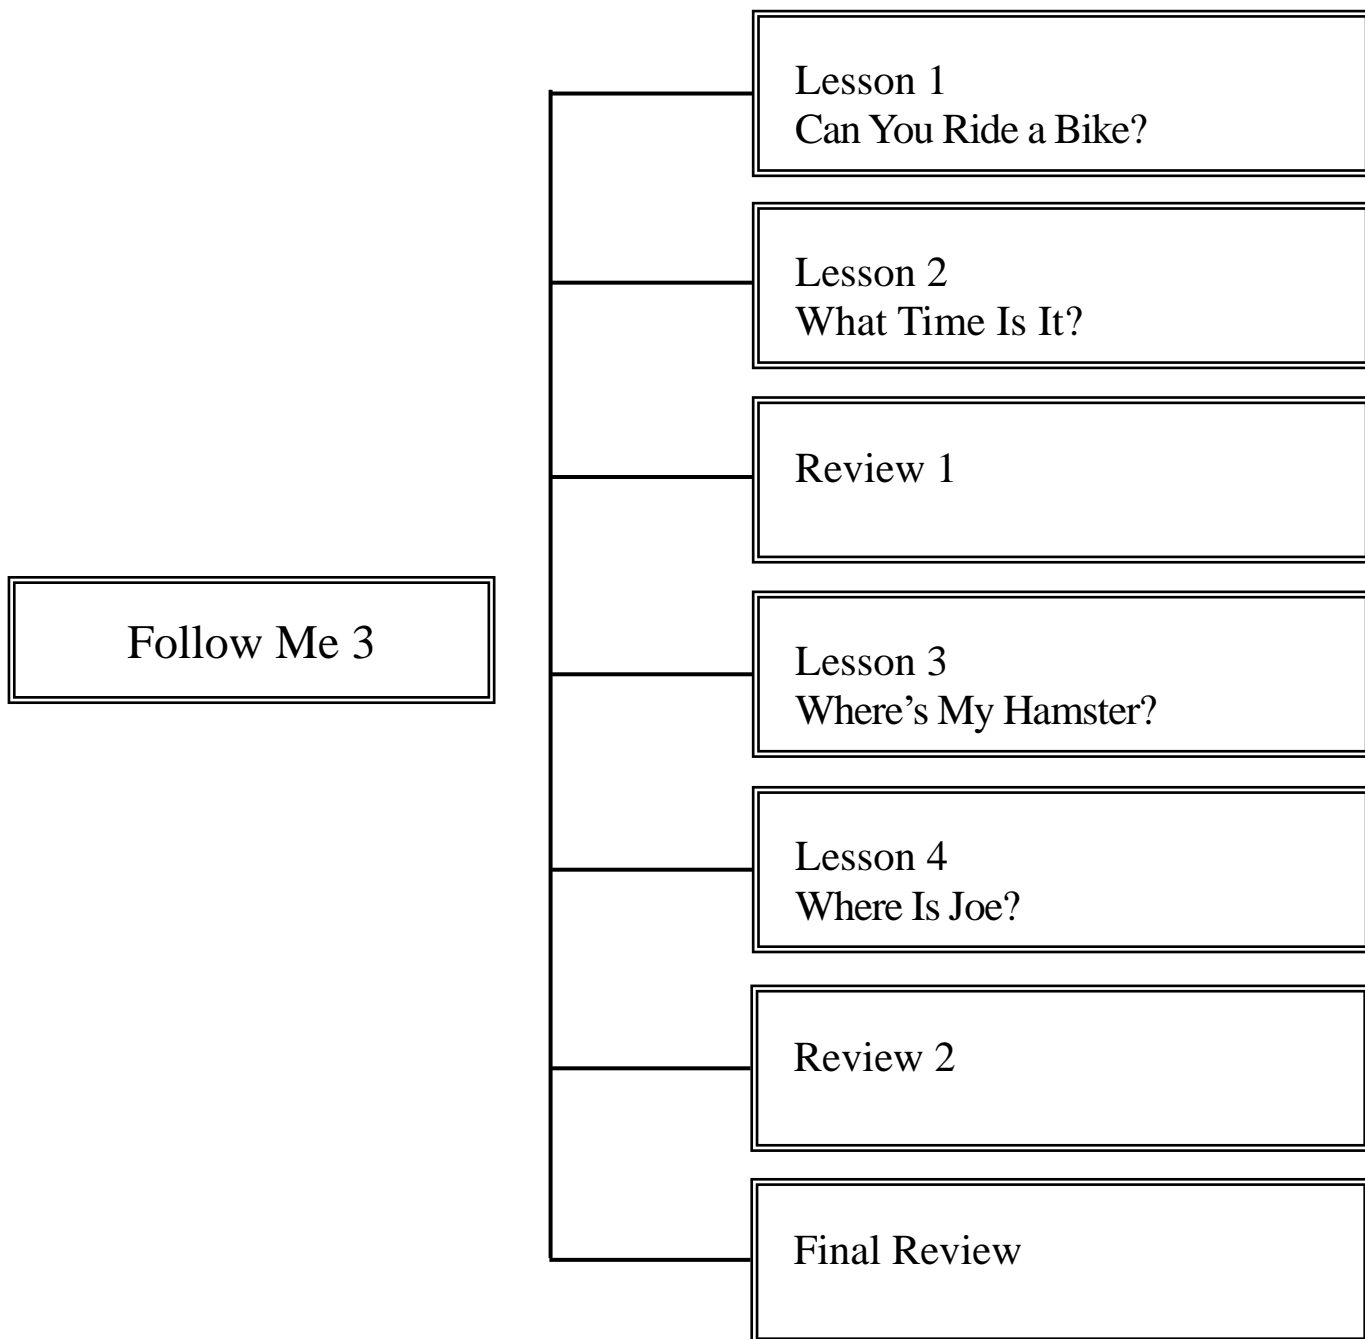 Follow Me 3
Lesson 1
Can You Ride a Bike?
Lesson 2
What Time Is It?
Review 1
Lesson 3
Where’s My Hamster?
Lesson 4
Where Is Joe?
Review 2
Final Review